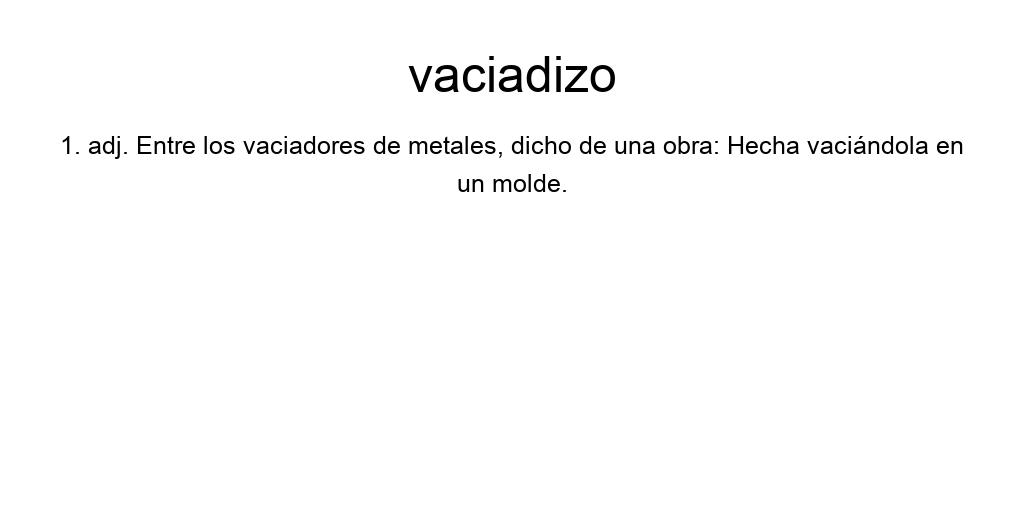 vaciadizo
1. adj. Entre los vaciadores de metales, dicho de una obra: Hecha vaciándola en
un molde.